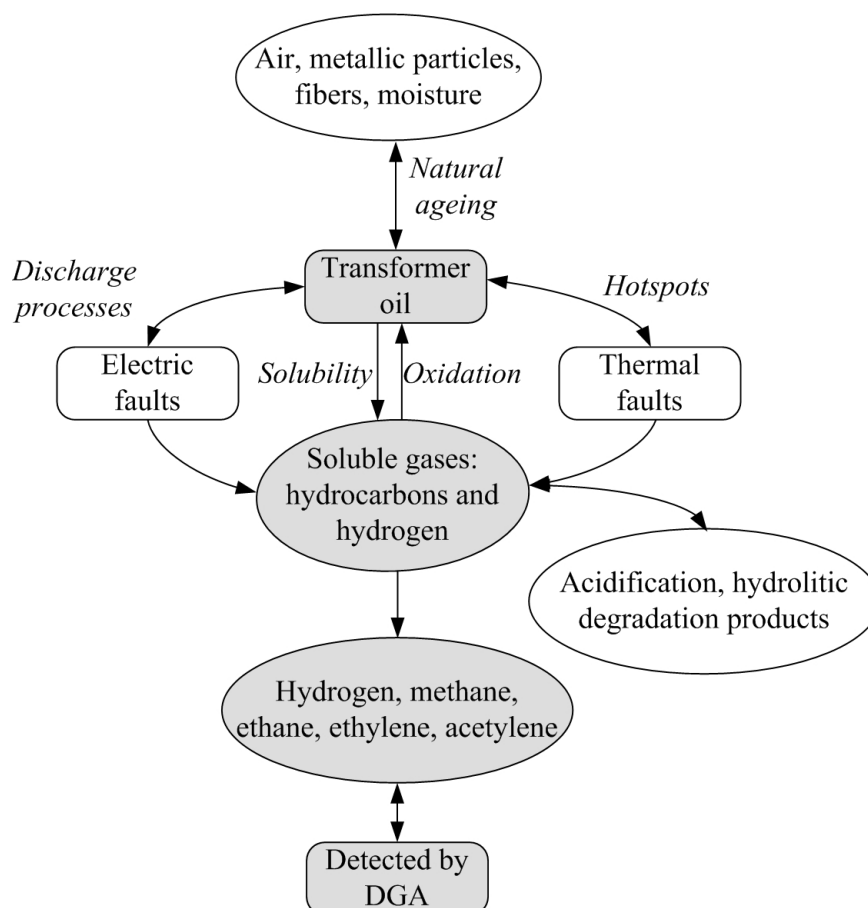 Air, metallic particles,
fibers, moisture
Natural
ageing
Discharge
processes
Transformer
oil
Hotspots
Electric
faults
Solubility
Oxidation
Thermal
faults
Soluble gases:
hydrocarbons and
hydrogen
Acidification, hydrolitic
degradation products
Hydrogen, methane,
ethane, ethylene, acetylene
Detected by
DGA